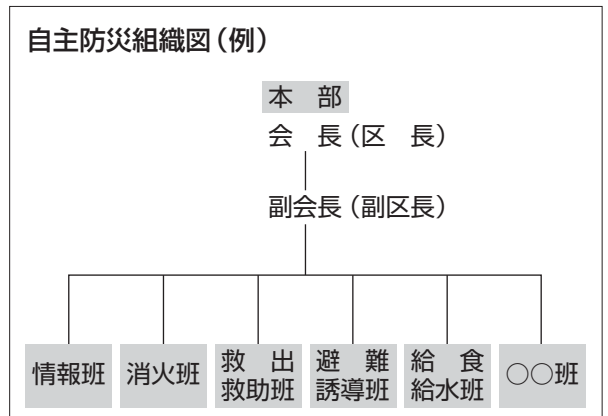 自主防災組織図（例）
本　部
会　長（区　長）
副会長（副区長）
情報班
消火班
救　出
救助班
避　難
誘導班
給　食
給水班
○○班